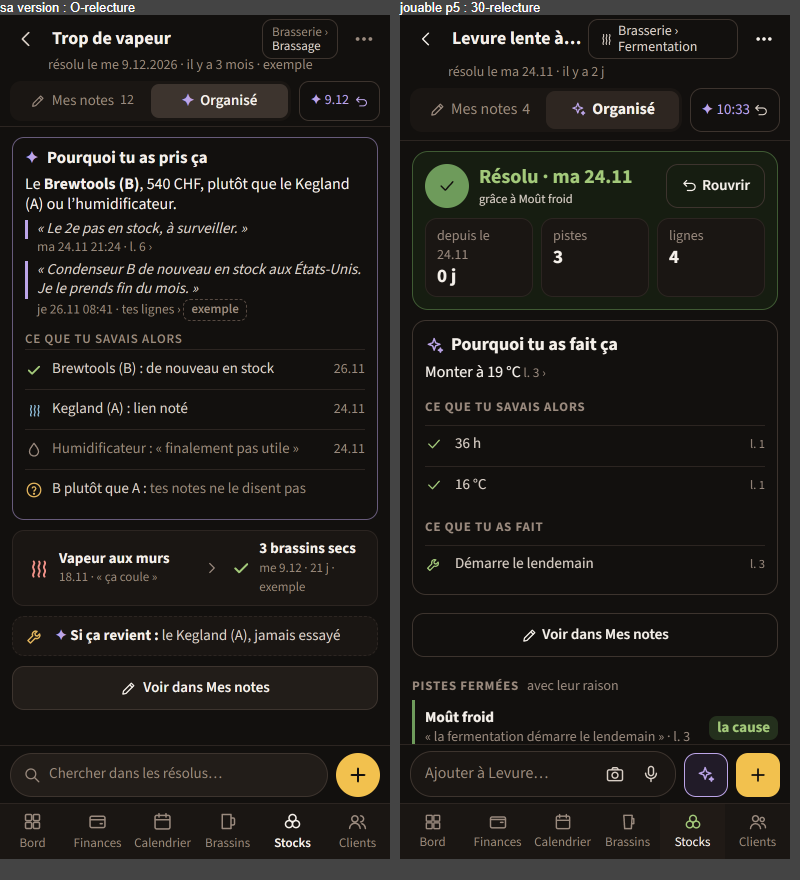 sa version : O-relecture
Trop de vapeur
Brasserie ›
Brassage
résolu le me 9.12.2026 · il y a 3 mois · exemple
Mes notes 12
Organisé
9.12
Pourquoi tu as pris ça
Le Brewtools (B), 540 CHF, plutôt que le Kegland
(A) ou l’humidificateur.
« Le 2e pas en stock, à surveiller. »
ma 24.11 21:24 · l. 6 ›
« Condenseur B de nouveau en stock aux États-Unis.
Je le prends fin du mois. »
je 26.11 08:41 · tes lignes › exemple
CE QUE TU SAVAIS ALORS
Brewtools (B) : de nouveau en stock 26.11
Kegland (A) : lien noté 24.11
Humidificateur : « finalement pas utile » 24.11
B plutôt que A : tes notes ne le disent pas
Vapeur aux murs
18.11 · « ça coule »
3 brassins secs
me 9.12 · 21 j ·
exemple
Si ça revient : le Kegland (A), jamais essayé
Voir dans Mes notes
Chercher dans les résolus…
Bord
Finances
Calendrier
Brassins
Stocks
Clients
jouable p5 : 30-relecture
Levure lente à…
Brasserie ›
Fermentation
résolu le ma 24.11 · il y a 2 j
Mes notes 4
Organisé
10:33
Résolu · ma 24.11
grâce à Moût froid
Rouvrir
depuis le
24.11
0 j
pistes
3
lignes
4
Pourquoi tu as fait ça
Monter à 19 °C l. 3 ›
CE QUE TU SAVAIS ALORS
36 h l. 1
16 °C l. 1
CE QUE TU AS FAIT
Démarre le lendemain l. 3
Voir dans Mes notes
PISTES FERMÉES avec leur raison
Moût froid
« la fermentation démarre le lendemain » · l. 3
la cause
Ajouter à Levure…
Bord
Finances
Calendrier
Brassins
Stocks
Clients